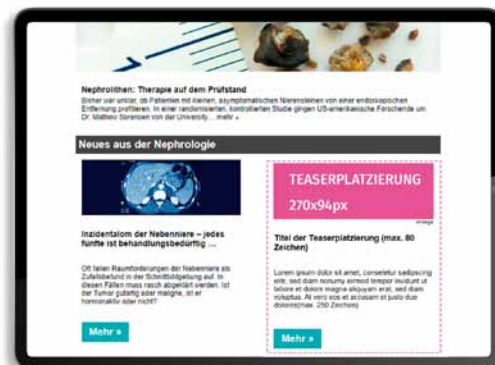 Nephrolithen: Therapie auf dem Prüfstand
Bisher war unklar, ob Patienten mit kleinen, asymptomatischen Nierensteinen von einer endoskopischen
Entfernung profitieren. In einer randomisierten, kontrollierten Studie gingen US-amerikanische Forschende um
Dr. Mathew Sorensen von der University… mehr »
Neues aus der Nephrologie
Inzidentalom der Nebenniere – jedes
fünfte ist behandlungsbedürftig …
Oft fallen Raumforderungen der Nebenniere als
Zufallsbefund in der Schnittbildgebung auf. In
diesen Fällen muss rasch abgeklärt werden: Ist
der Tumor gutartig oder maligne, ist er
hormonaktiv oder nicht?
Mehr »
TEASERPLATZIERUNG
270x94px
Anzeige
Titel der Teaserplatzierung (max. 80
Zeichen)
Lorem ipsum dolor sit amet, consetetur sadipscing
elitr, sed diam nonumy eirmod tempor invidunt ut
labore et dolore magna aliquyam erat, sed diam
voluptua. At vero eos et accusam et justo duo
dolores(max. 250 Zeichen)
Mehr »